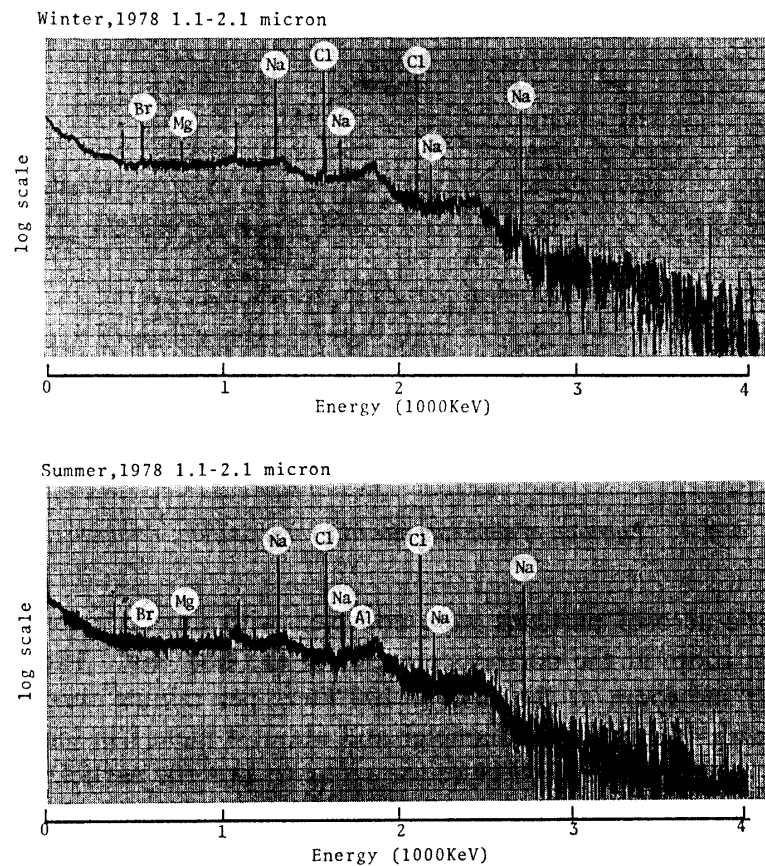 Winter,1978 1.1-2.1 micron
Na
Cl
Cl
Na
Br
Mg
Na
Na
log scale
0 1 2 3 4
Energy (1000KeV)
Summer,1978 1.1-2.1 micron
Na
Cl
Cl
Na
Br
Mg
Na
Al
Na
log scale
0 1 2 3 4
Energy (1000KeV)